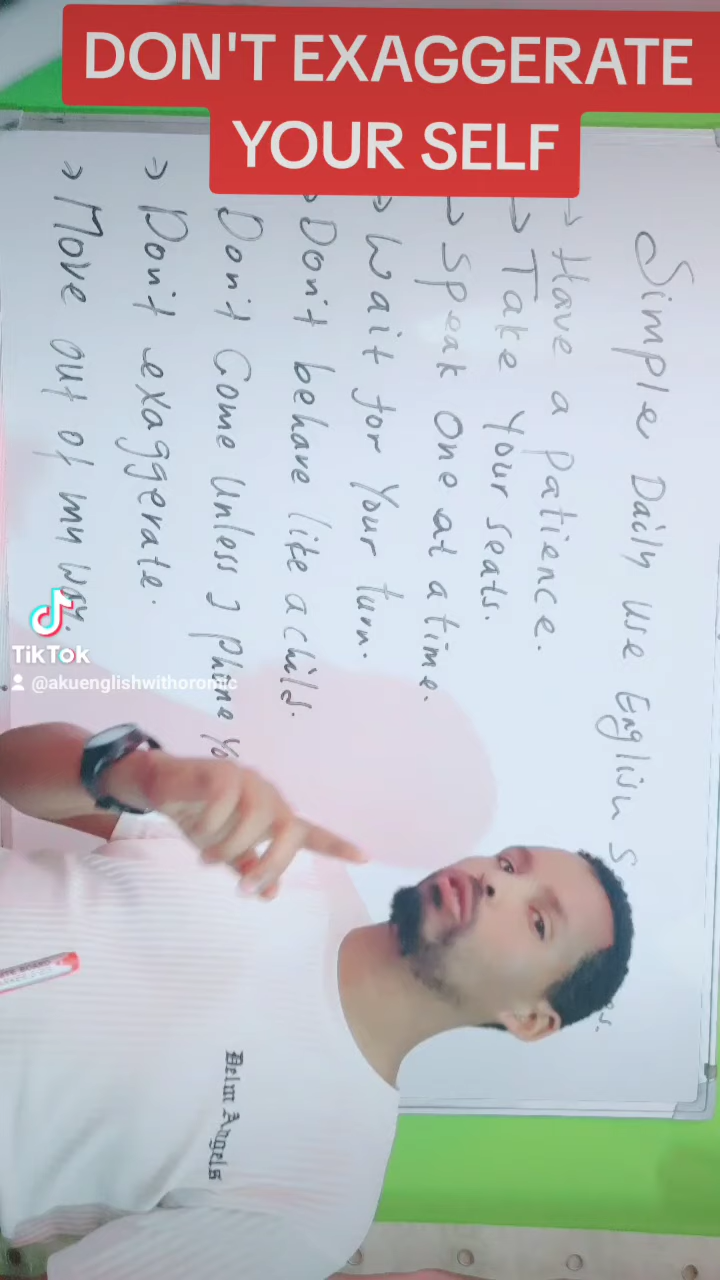 DON'T EXAGGERATE
YOUR SELF
Simple Daily use English
→ Have a patience.
→ Take Your seats.
→ Speak One at a time.
→ Wait for Your turn.
→ Don't behave like a child.
Don't Come Unless I Phone
→ Don't exaggerate.
→ Move out of my way.
TikTok
@akuenglishwithoromic
Delm Angels